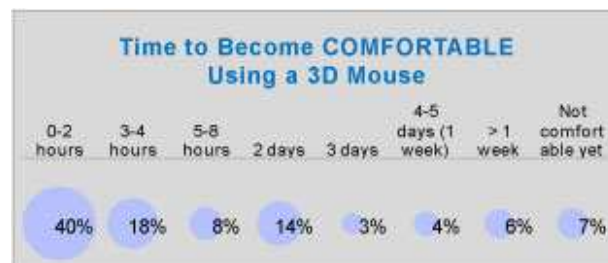 Time to Become COMFORTABLE
Using a 3D Mouse
0-2 hours 3-4 hours 5-8 hours 2 days 3 days 4-5 days (1 week) > 1 week Not comfort able yet
40% 18% 8% 14% 3% 4% 6% 7%